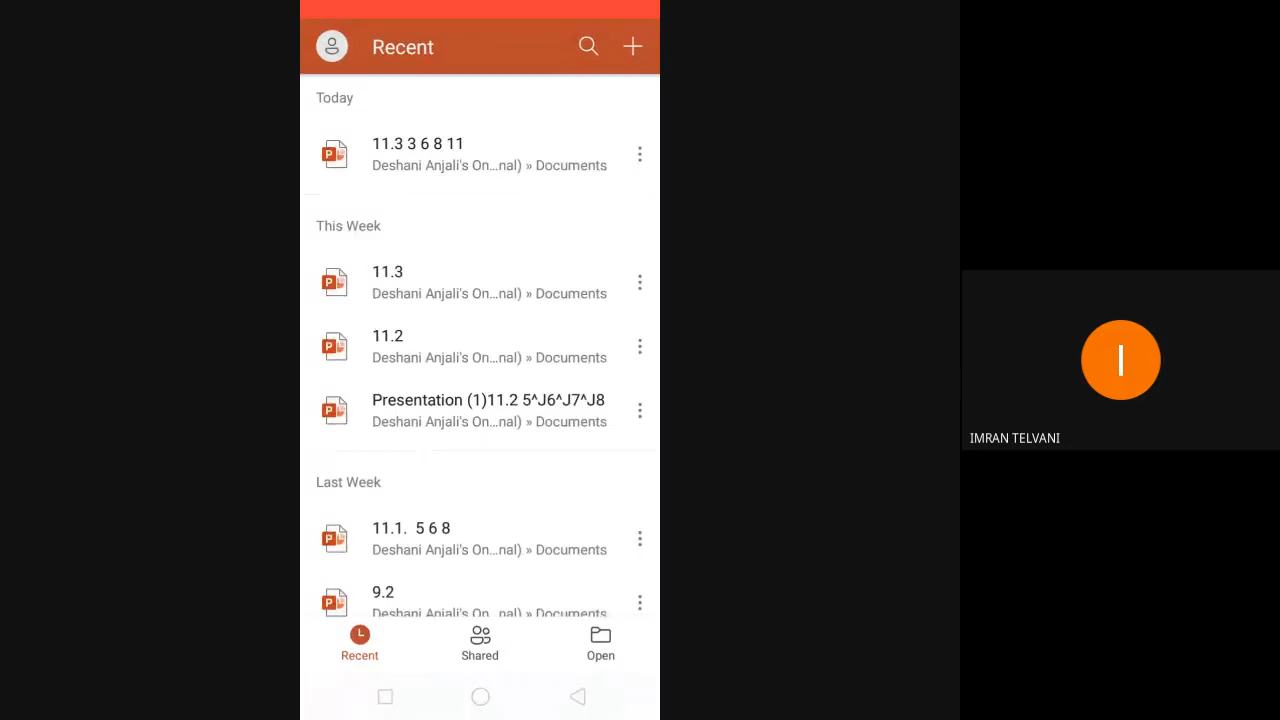 Recent
Today
11.3 3 6 8 11
Deshani Anjali's On...nal) » Documents
This Week
11.3
Deshani Anjali's On...nal) » Documents
11.2
Deshani Anjali's On...nal) » Documents
Presentation (1)11.2 5^J6^J7^J8
Deshani Anjali's On...nal) » Documents
Last Week
11.1. 5 6 8
Deshani Anjali's On...nal) » Documents
9.2
Deshani Anjali's On...nal) » Documents
Recent Shared Open
I
IMRAN TELVANI